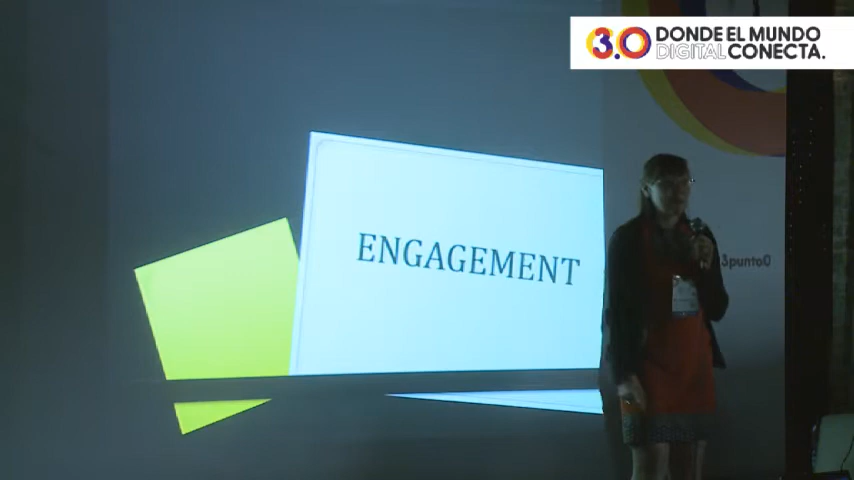 3.0 DONDE EL MUNDO
DIGITAL CONECTA.
ENGAGEMENT
3punto0